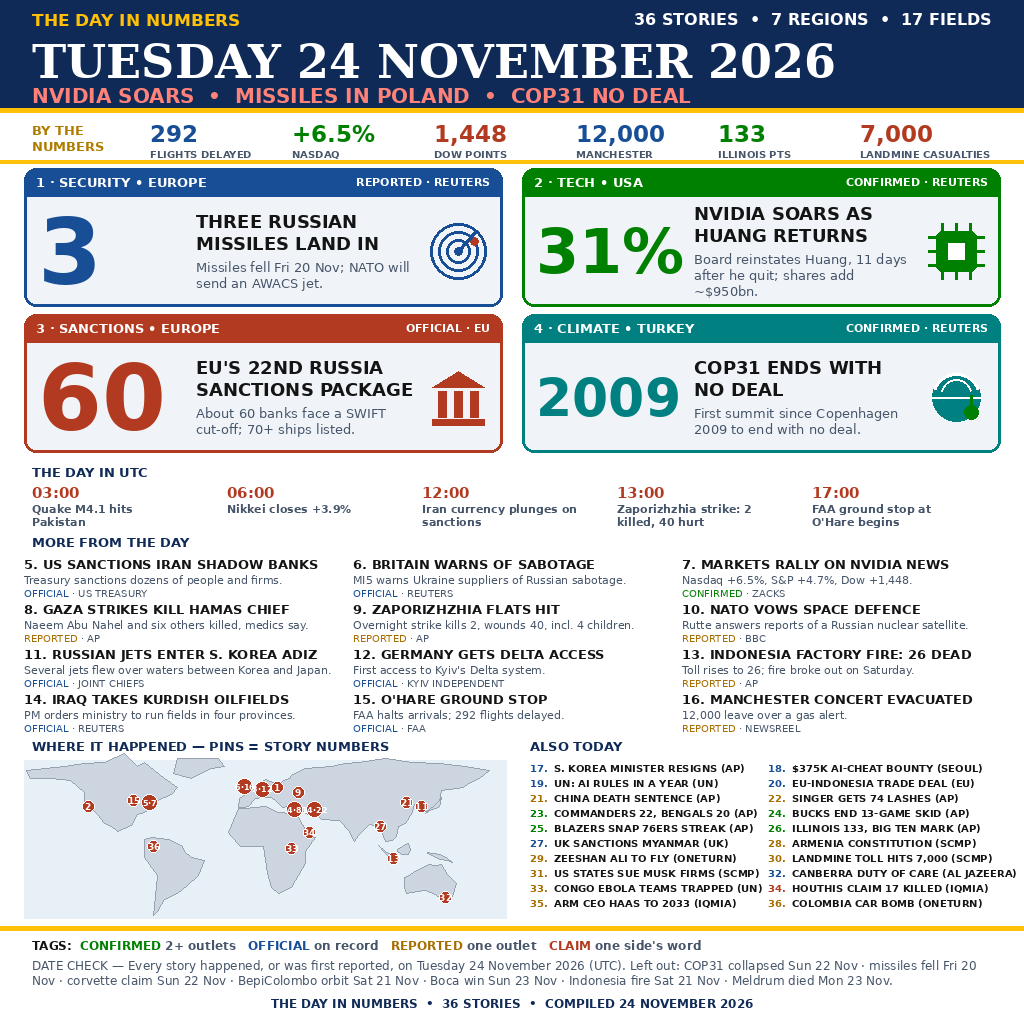 THE DAY IN NUMBERS
36 STORIES • 7 REGIONS • 17 FIELDS
TUESDAY 24 NOVEMBER 2026
NVIDIA SOARS • MISSILES IN POLAND • COP31 NO DEAL
BY THE
NUMBERS
292
FLIGHTS DELAYED
+6.5%
NASDAQ
1,448
DOW POINTS
12,000
MANCHESTER
133
ILLINOIS PTS
7,000
LANDMINE CASUALTIES
1 · SECURITY • EUROPE
REPORTED · REUTERS
3
THREE RUSSIAN
MISSILES LAND IN
Missiles fell Fri 20 Nov; NATO will
send an AWACS jet.
2 · TECH • USA
CONFIRMED · REUTERS
31%
NVIDIA SOARS AS
HUANG RETURNS
Board reinstates Huang, 11 days
after he quit; shares add
~$950bn.
3 · SANCTIONS • EUROPE
OFFICIAL · EU
60
EU'S 22ND RUSSIA
SANCTIONS PACKAGE
About 60 banks face a SWIFT
cut-off; 70+ ships listed.
4 · CLIMATE • TURKEY
CONFIRMED · REUTERS
2009
COP31 ENDS WITH
NO DEAL
First summit since Copenhagen
2009 to end with no deal.
THE DAY IN UTC
03:00
Quake M4.1 hits
Pakistan
06:00
Nikkei closes +3.9%
12:00
Iran currency plunges on
sanctions
13:00
Zaporizhzhia strike: 2
killed, 40 hurt
17:00
FAA ground stop at
O'Hare begins
MORE FROM THE DAY
5. US SANCTIONS IRAN SHADOW BANKS
Treasury sanctions dozens of people and firms.
OFFICIAL · US TREASURY
6. BRITAIN WARNS OF SABOTAGE
MI5 warns Ukraine suppliers of Russian sabotage.
OFFICIAL · REUTERS
7. MARKETS RALLY ON NVIDIA NEWS
Nasdaq +6.5%, S&P +4.7%, Dow +1,448.
CONFIRMED · ZACKS
8. GAZA STRIKES KILL HAMAS CHIEF
Naeem Abu Nahel and six others killed, medics say.
REPORTED · AP
9. ZAPORIZHZHIA FLATS HIT
Overnight strike kills 2, wounds 40, incl. 4 children.
REPORTED · AP
10. NATO VOWS SPACE DEFENCE
Rutte answers reports of a Russian nuclear satellite.
REPORTED · BBC
11. RUSSIAN JETS ENTER S. KOREA ADIZ
Several jets flew over waters between Korea and Japan.
OFFICIAL · JOINT CHIEFS
12. GERMANY GETS DELTA ACCESS
First access to Kyiv's Delta system.
OFFICIAL · KYIV INDEPENDENT
13. INDONESIA FACTORY FIRE: 26 DEAD
Toll rises to 26; fire broke out on Saturday.
REPORTED · AP
14. IRAQ TAKES KURDISH OILFIELDS
PM orders ministry to run fields in four provinces.
OFFICIAL · REUTERS
15. O'HARE GROUND STOP
FAA halts arrivals; 292 flights delayed.
OFFICIAL · FAA
16. MANCHESTER CONCERT EVACUATED
12,000 leave over a gas alert.
REPORTED · NEWSREEL
WHERE IT HAPPENED — PINS = STORY NUMBERS
2
15
5·7
1
9
34
33
36
27
13
ALSO TODAY
17. S. KOREA MINISTER RESIGNS (AP)
18. $375K AI-CHEAT BOUNTY (SEOUL)
19. UN: AI RULES IN A YEAR (UN)
20. EU-INDONESIA TRADE DEAL (EU)
21. CHINA DEATH SENTENCE (AP)
22. SINGER GETS 74 LASHES (AP)
23. COMMANDERS 22, BENGALS 20 (AP)
24. BUCKS END 13-GAME SKID (AP)
25. BLAZERS SNAP 76ERS STREAK (AP)
26. ILLINOIS 133, BIG TEN MARK (AP)
27. UK SANCTIONS MYANMAR (UK)
28. ARMENIA CONSTITUTION (SCMP)
29. ZEESHAN ALI TO FLY (ONETURN)
30. LANDMINE TOLL HITS 7,000 (SCMP)
31. US STATES SUE MUSK FIRMS (SCMP)
32. CANBERRA DUTY OF CARE (AL JAZEERA)
33. CONGO EBOLA TEAMS TRAPPED (UN)
34. HOUTHIS CLAIM 17 KILLED (IQMIA)
35. ARM CEO HAAS TO 2033 (IQMIA)
36. COLOMBIA CAR BOMB (ONETURN)
TAGS: CONFIRMED 2+ outlets OFFICIAL on record REPORTED one outlet CLAIM one side's word
DATE CHECK — Every story happened, or was first reported, on Tuesday 24 November 2026 (UTC). Left out: COP31 collapsed Sun 22 Nov · missiles fell Fri 20
Nov · corvette claim Sun 22 Nov · BepiColombo orbit Sat 21 Nov · Boca win Sun 23 Nov · Indonesia fire Sat 21 Nov · Meldrum died Mon 23 Nov.
THE DAY IN NUMBERS • 36 STORIES • COMPILED 24 NOVEMBER 2026